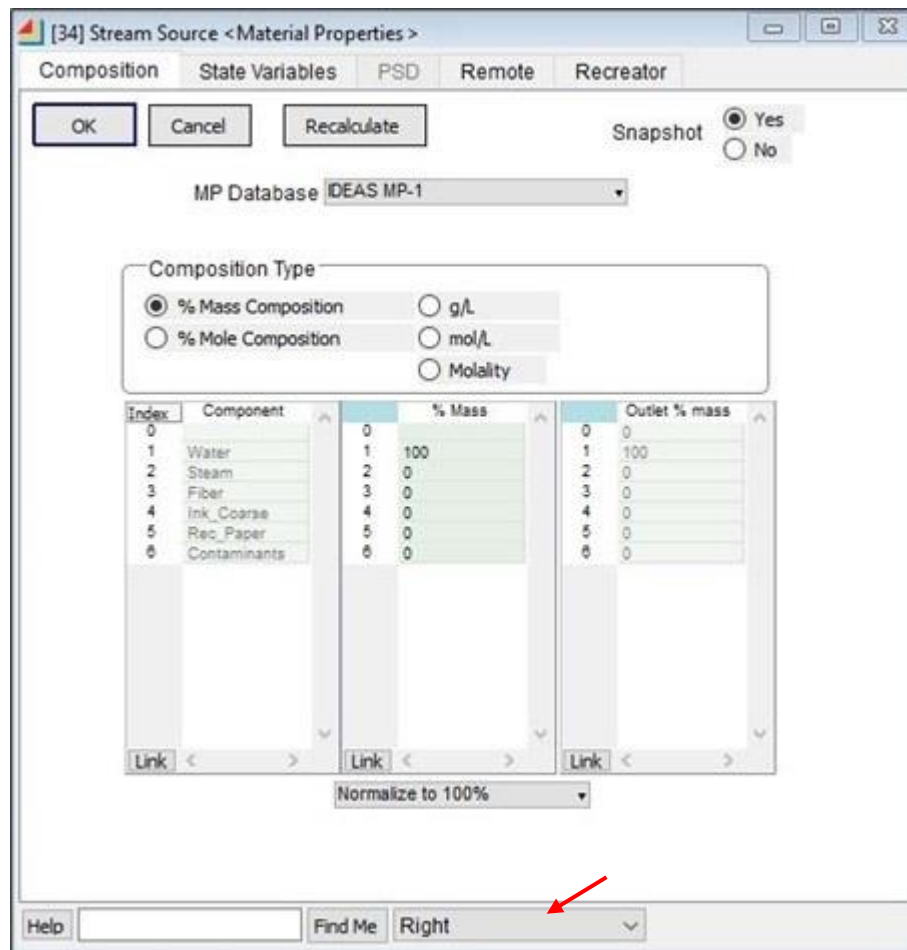 [34] Stream Source <Material Properties >
Composition State Variables PSD Remote Recreator
OK Cancel Recalculate Snapshot Yes
No
MP Database IDEAS MP-1
Composition Type
% Mass Composition g/L
% Mole Composition mol/L
Molality
Index Component % Mass Outlet % mass
0 0 0 0
1 Water 1 100 1 100
2 Steam 2 0 2 0
3 Fiber 3 0 3 0
4 Ink_Coarse 4 0 4 0
5 Rec_Paper 5 0 5 0
6 Contaminants 6 0 6 0
Link Link Link
Normalize to 100%
Help Find Me Right